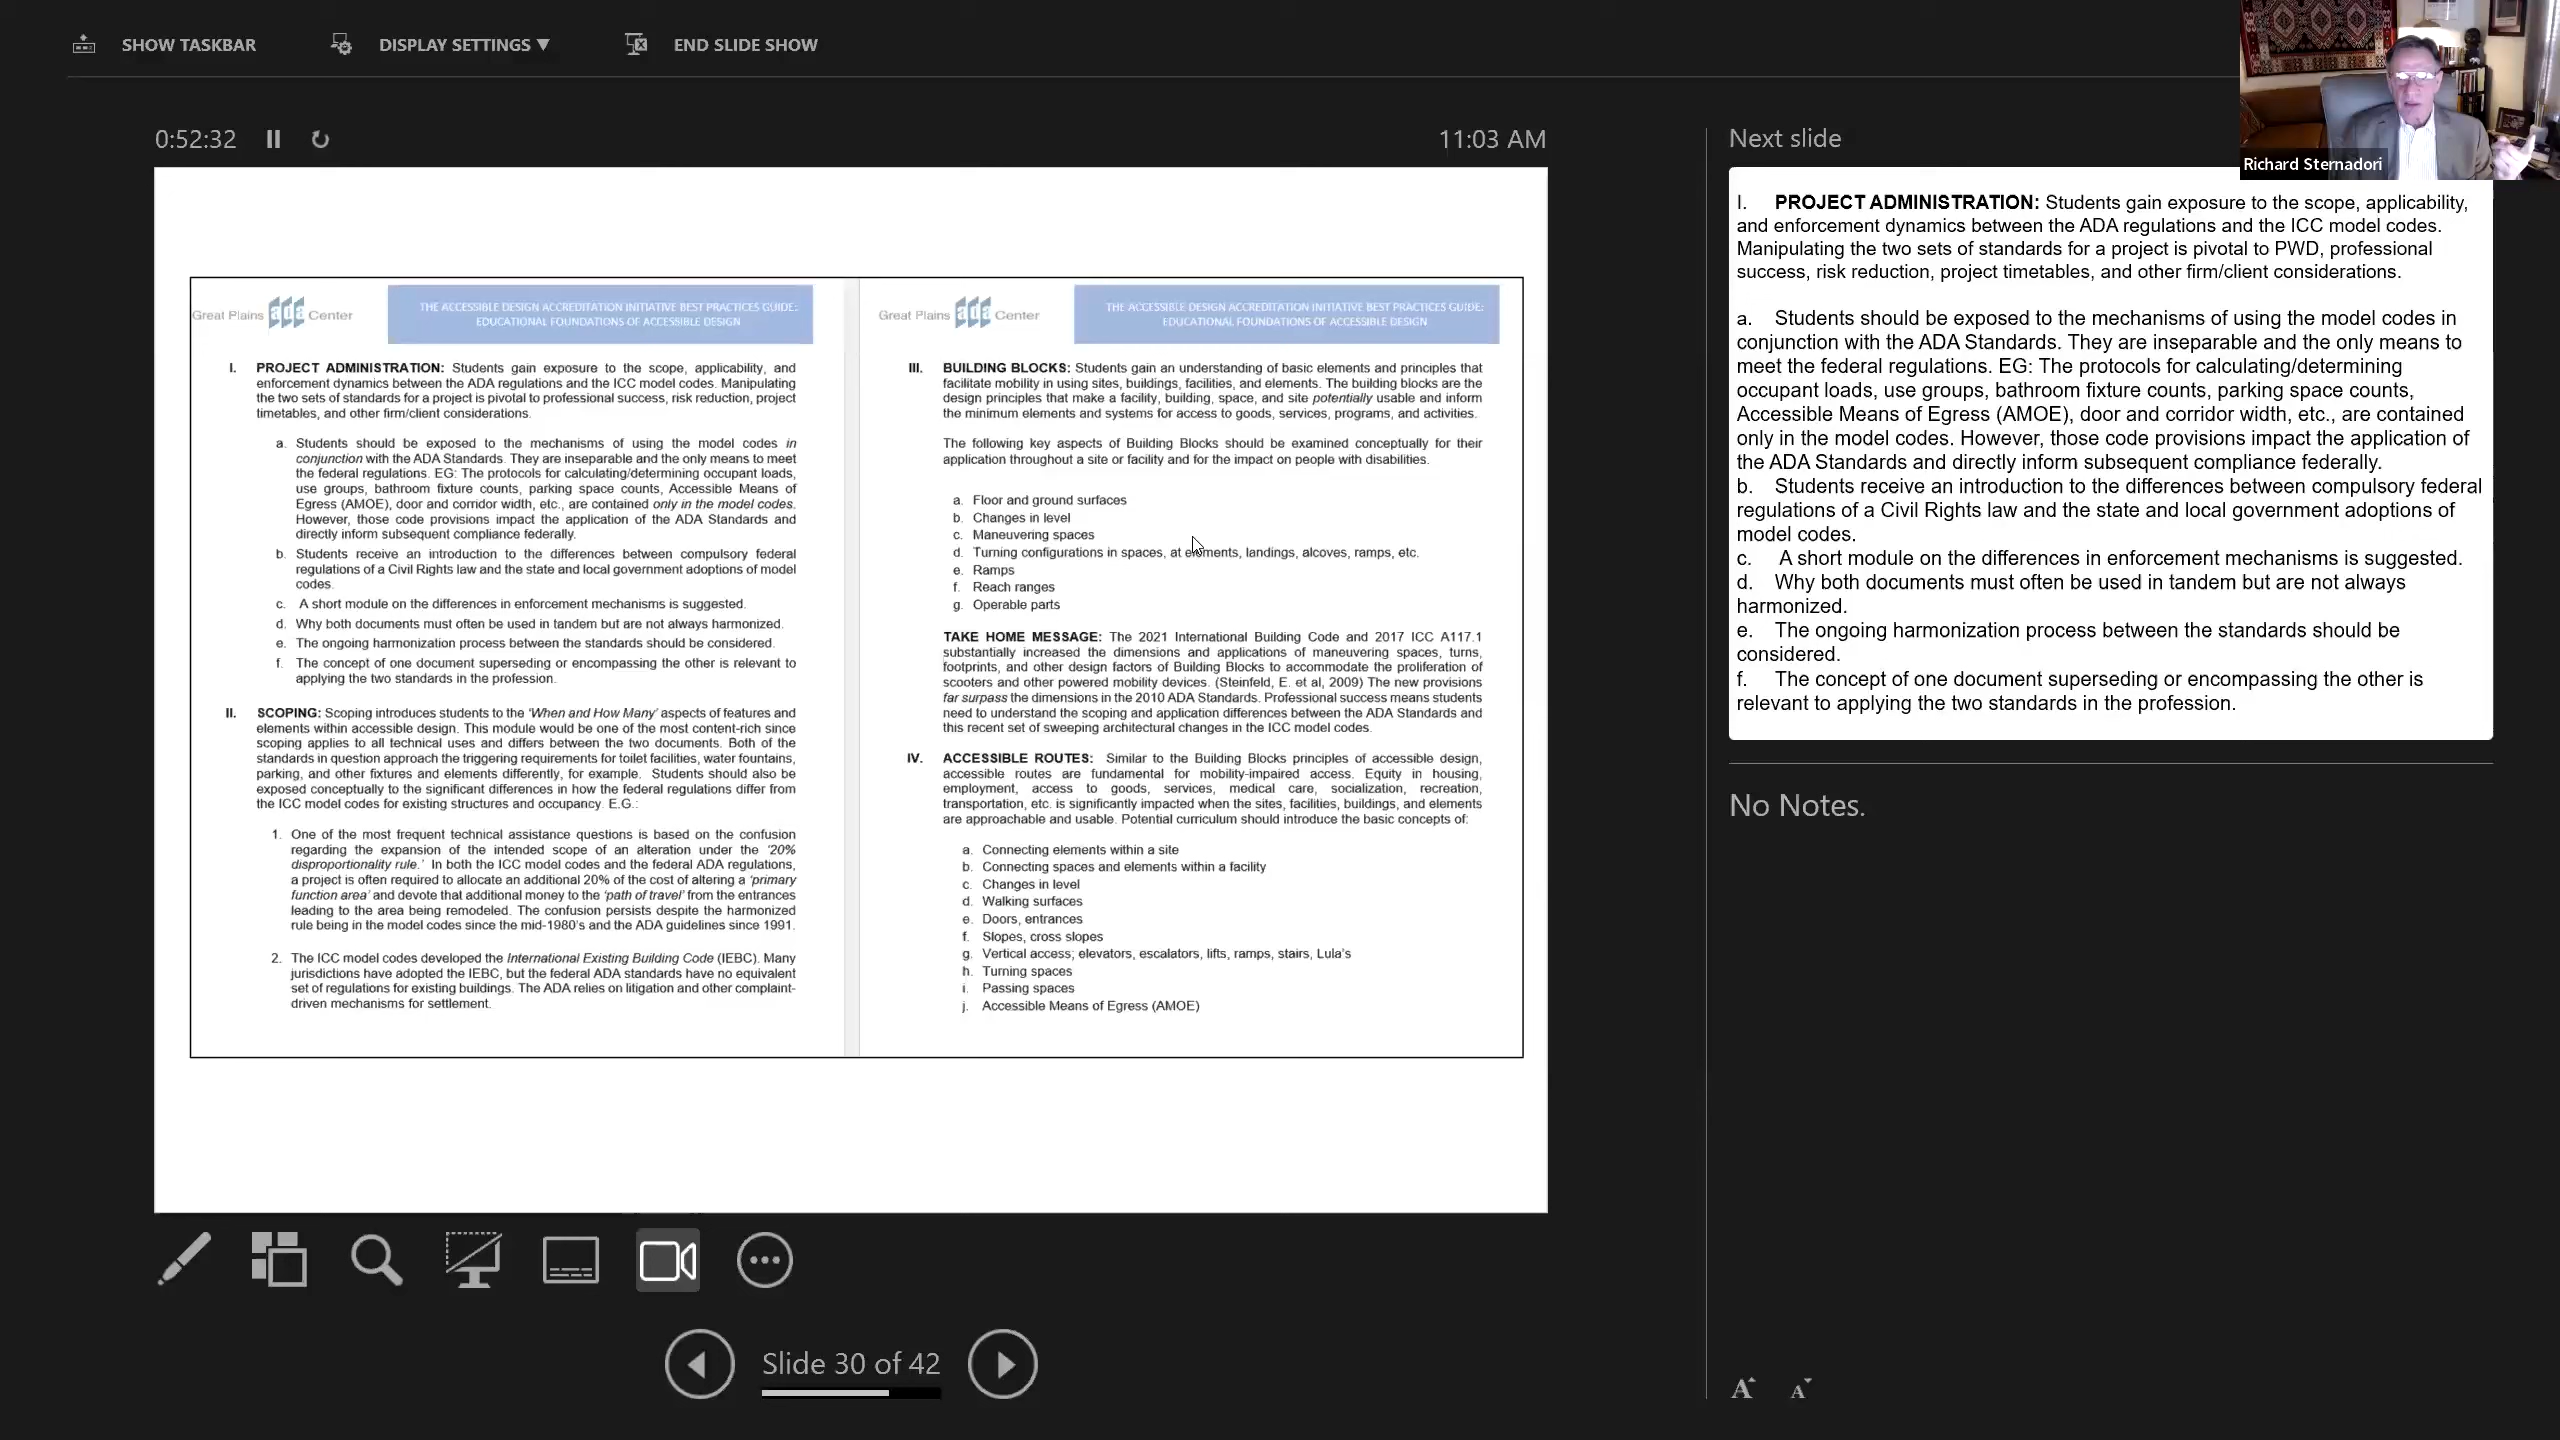 SHOW TASKBAR
DISPLAY SETTINGS ▼
END SLIDE SHOW
Richard Sternadori
0:52:32
11:03 AM
Great Plains ada Center
THE ACCESSIBLE DESIGN ACCREDITATION INITIATIVE BEST PRACTICES GUIDE:
EDUCATIONAL FOUNDATIONS OF ACCESSIBLE DESIGN
I. PROJECT ADMINISTRATION: Students gain exposure to the scope, applicability, and
enforcement dynamics between the ADA regulations and the ICC model codes. Manipulating
the two sets of standards for a project is pivotal to professional success, risk reduction, project
timetables, and other firm/client considerations.
a. Students should be exposed to the mechanisms of using the model codes in
conjunction with the ADA Standards. They are inseparable and the only means to meet
the federal regulations. EG: The protocols for calculating/determining occupant loads,
use groups, bathroom fixture counts, parking space counts, Accessible Means of
Egress (AMOE), door and corridor width, etc., are contained only in the model codes.
However, those code provisions impact the application of the ADA Standards and
directly inform subsequent compliance federally.
b. Students receive an introduction to the differences between compulsory federal
regulations of a Civil Rights law and the state and local government adoptions of model
codes.
c. A short module on the differences in enforcement mechanisms is suggested.
d. Why both documents must often be used in tandem but are not always harmonized.
e. The ongoing harmonization process between the standards should be considered.
f. The concept of one document superseding or encompassing the other is relevant to
applying the two standards in the profession.
II. SCOPING: Scoping introduces students to the 'When and How Many' aspects of features and
elements within accessible design. This module would be one of the most content-rich since
scoping applies to all technical uses and differs between the two documents. Both of the
standards in question approach the triggering requirements for toilet facilities, water fountains,
parking, and other fixtures and elements differently, for example. Students should also be
exposed conceptually to the significant differences in how the federal regulations differ from
the ICC model codes for existing structures and occupancy. E.G.:
1. One of the most frequent technical assistance questions is based on the confusion
regarding the expansion of the intended scope of an alteration under the '20%
disproportionality rule.' In both the ICC model codes and the federal ADA regulations,
a project is often required to allocate an additional 20% of the cost of altering a 'primary
function area' and devote that additional money to the 'path of travel' from the entrances
leading to the area being remodeled. The confusion persists despite the harmonized
rule being in the model codes since the mid-1980's and the ADA guidelines since 1991.
2. The ICC model codes developed the International Existing Building Code (IEBC). Many
jurisdictions have adopted the IEBC, but the federal ADA standards have no equivalent
set of regulations for existing buildings. The ADA relies on litigation and other complaint-
driven mechanisms for settlement.
Great Plains ada Center
THE ACCESSIBLE DESIGN ACCREDITATION INITIATIVE BEST PRACTICES GUIDE:
EDUCATIONAL FOUNDATIONS OF ACCESSIBLE DESIGN
III. BUILDING BLOCKS: Students gain an understanding of basic elements and principles that
facilitate mobility in using sites, buildings, facilities, and elements. The building blocks are the
design principles that make a facility, building, space, and site potentially usable and inform
the minimum elements and systems for access to goods, services, programs, and activities.
The following key aspects of Building Blocks should be examined conceptually for their
application throughout a site or facility and for the impact on people with disabilities.
a. Floor and ground surfaces
b. Changes in level
c. Maneuvering spaces
d. Turning configurations in spaces, at elements, landings, alcoves, ramps, etc.
e. Ramps
f. Reach ranges
g. Operable parts
TAKE HOME MESSAGE: The 2021 International Building Code and 2017 ICC A117.1
substantially increased the dimensions and applications of maneuvering spaces, turns,
footprints, and other design factors of Building Blocks to accommodate the proliferation of
scooters and other powered mobility devices. (Steinfeld, E. et al, 2009) The new provisions
far surpass the dimensions in the 2010 ADA Standards. Professional success means students
need to understand the scoping and application differences between the ADA Standards and
this recent set of sweeping architectural changes in the ICC model codes.
IV. ACCESSIBLE ROUTES: Similar to the Building Blocks principles of accessible design,
accessible routes are fundamental for mobility-impaired access. Equity in housing,
employment, access to goods, services, medical care, socialization, recreation,
transportation, etc. is significantly impacted when the sites, facilities, buildings, and elements
are approachable and usable. Potential curriculum should introduce the basic concepts of:
a. Connecting elements within a site
b. Connecting spaces and elements within a facility
c. Changes in level
d. Walking surfaces
e. Doors, entrances
f. Slopes, cross slopes
g. Vertical access; elevators, escalators, lifts, ramps, stairs, Lula's
h. Turning spaces
i. Passing spaces
j. Accessible Means of Egress (AMOE)
Slide 30 of 42
Next slide
I. PROJECT ADMINISTRATION: Students gain exposure to the scope, applicability,
and enforcement dynamics between the ADA regulations and the ICC model codes.
Manipulating the two sets of standards for a project is pivotal to PWD, professional
success, risk reduction, project timetables, and other firm/client considerations.
a. Students should be exposed to the mechanisms of using the model codes in
conjunction with the ADA Standards. They are inseparable and the only means to
meet the federal regulations. EG: The protocols for calculating/determining
occupant loads, use groups, bathroom fixture counts, parking space counts,
Accessible Means of Egress (AMOE), door and corridor width, etc., are contained
only in the model codes. However, those code provisions impact the application of
the ADA Standards and directly inform subsequent compliance federally.
b. Students receive an introduction to the differences between compulsory federal
regulations of a Civil Rights law and the state and local government adoptions of
model codes.
c. A short module on the differences in enforcement mechanisms is suggested.
d. Why both documents must often be used in tandem but are not always
harmonized.
e. The ongoing harmonization process between the standards should be
considered.
f. The concept of one document superseding or encompassing the other is
relevant to applying the two standards in the profession.
No Notes.
A A